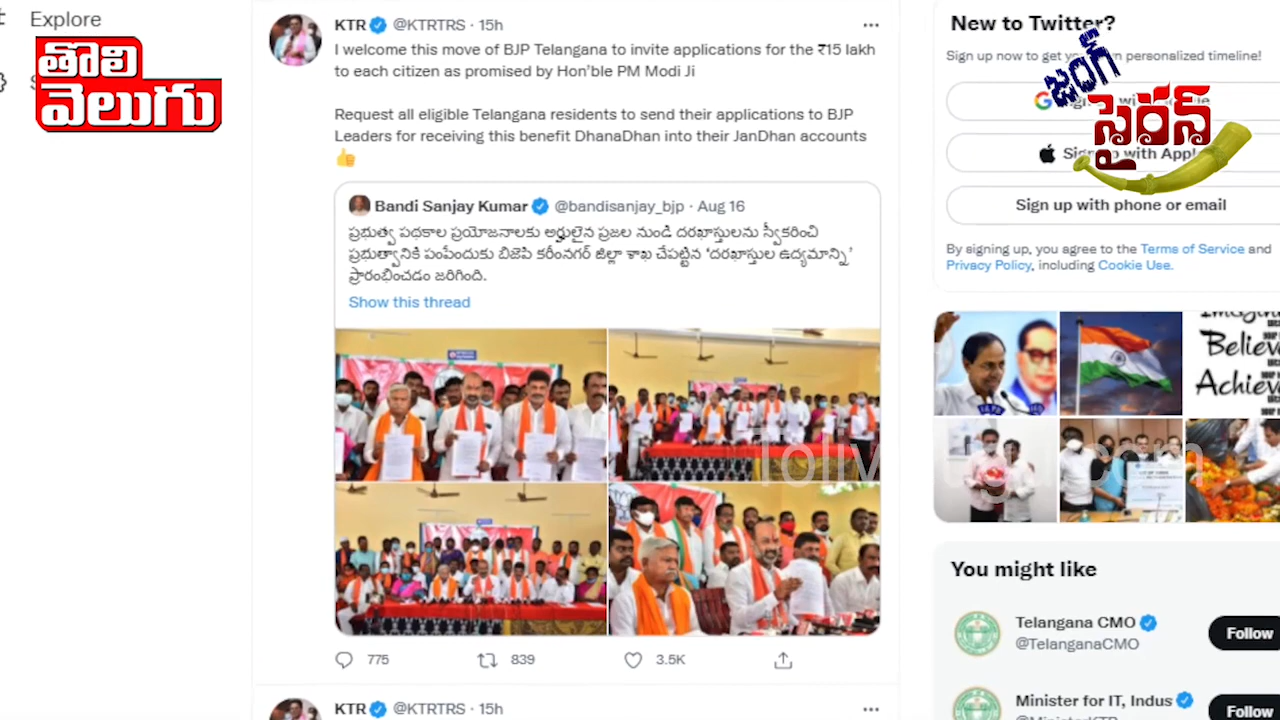 Explore
తొలి
వెలుగు
KTR @KTRTRS · 15h
I welcome this move of BJP Telangana to invite applications for the ₹15 lakh
to each citizen as promised by Hon'ble PM Modi Ji
Request all eligible Telangana residents to send their applications to BJP
Leaders for receiving this benefit DhanaDhan into their JanDhan accounts
👍
Bandi Sanjay Kumar @bandisanjay_bjp · Aug 16
ప్రభుత్వ పథకాల ప్రయోజనాలకు అర్హులైన ప్రజల నుండి దరఖాస్తులను స్వీకరించి
ప్రభుత్వానికి పంపేందుకు బిజెపి కరీంనగర్ జిల్లా శాఖ చేపట్టిన ‘దరఖాస్తుల ఉద్యమాన్ని’
ప్రారంభించడం జరిగింది.
Show this thread
775 839 3.5K
KTR @KTRTRS · 15h
New to Twitter?
Sign up now to get your own personalized timeline!
జంగ్
సైరన్
Sign up with Apple
Sign up with phone or email
By signing up, you agree to the Terms of Service and
Privacy Policy, including Cookie Use.
Believe
Achieve
You might like
Telangana CMO
@TelanganaCMO
Follow
Minister for IT, Indus
Follow
@MinisterKTR